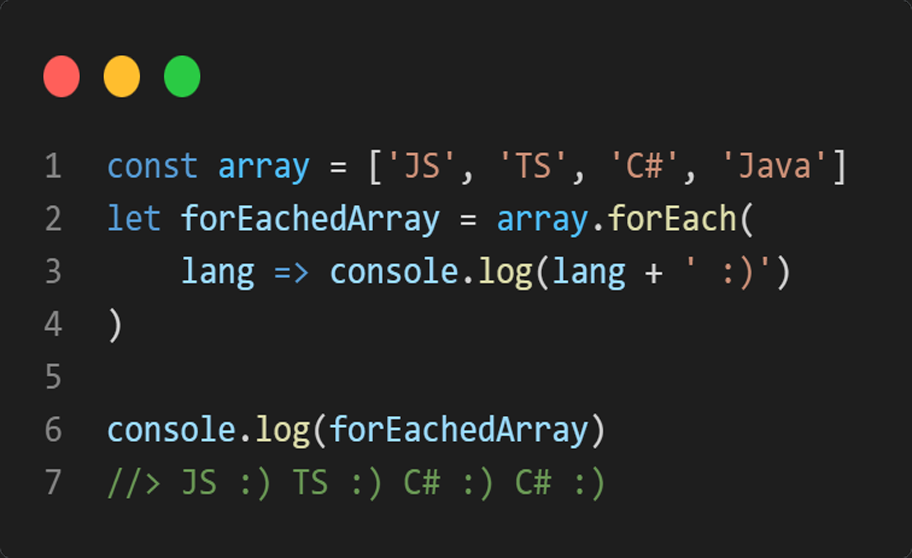 1 const array = ['JS', 'TS', 'C#', 'Java']
2 let forEachedArray = array.forEach(
3     lang => console.log(lang + ' :)')
4 )
5
6 console.log(forEachedArray)
7 //> JS :) TS :) C# :) C# :)